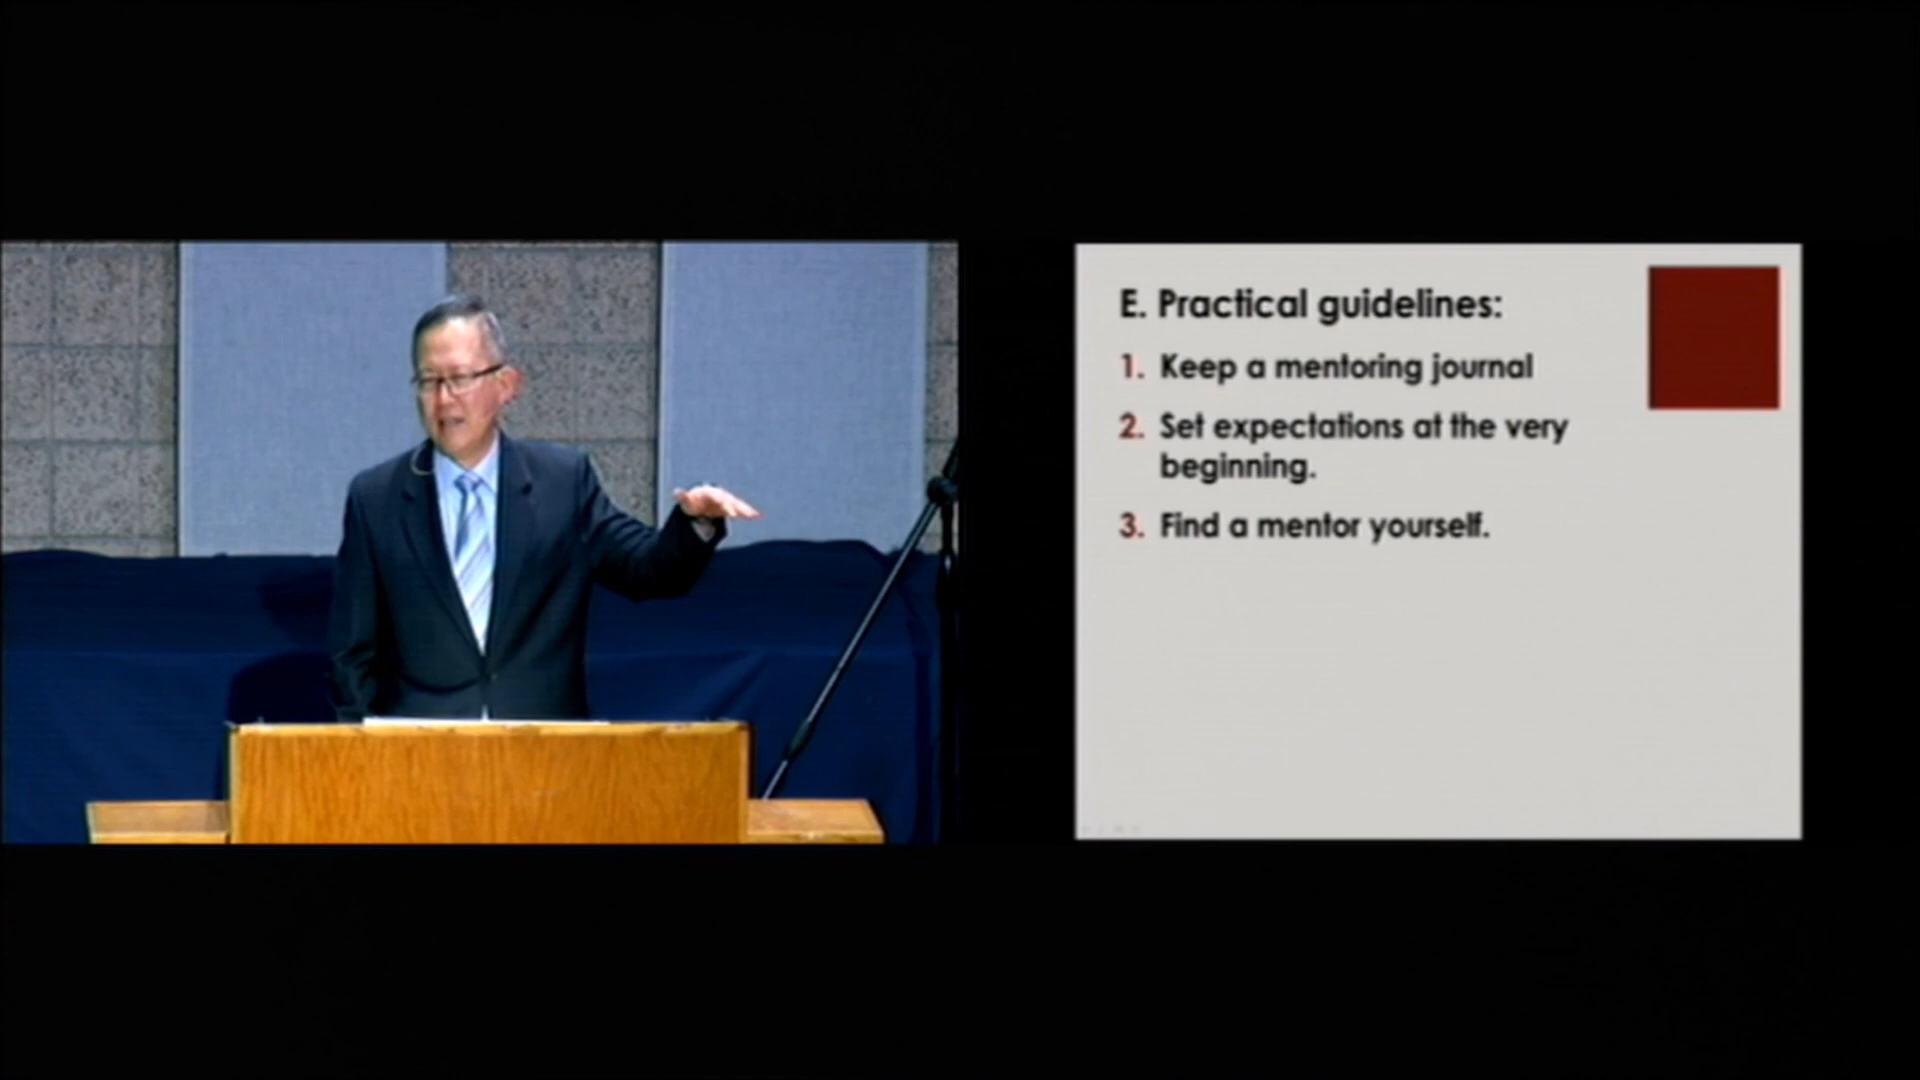 E. Practical guidelines:
1. Keep a mentoring journal
2. Set expectations at the very
beginning.
3. Find a mentor yourself.